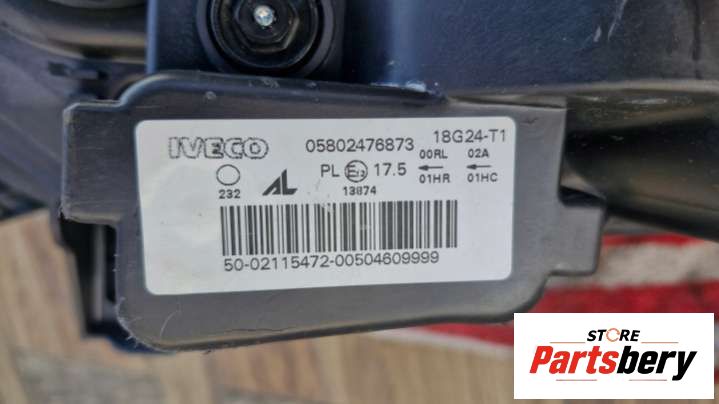 IVECO 05802476873 18G24-T1
PL E12 17.5 00RL 02A
01HR 01HC
232 AL 13874
50-02115472-00504609999
STORE
Partsbery